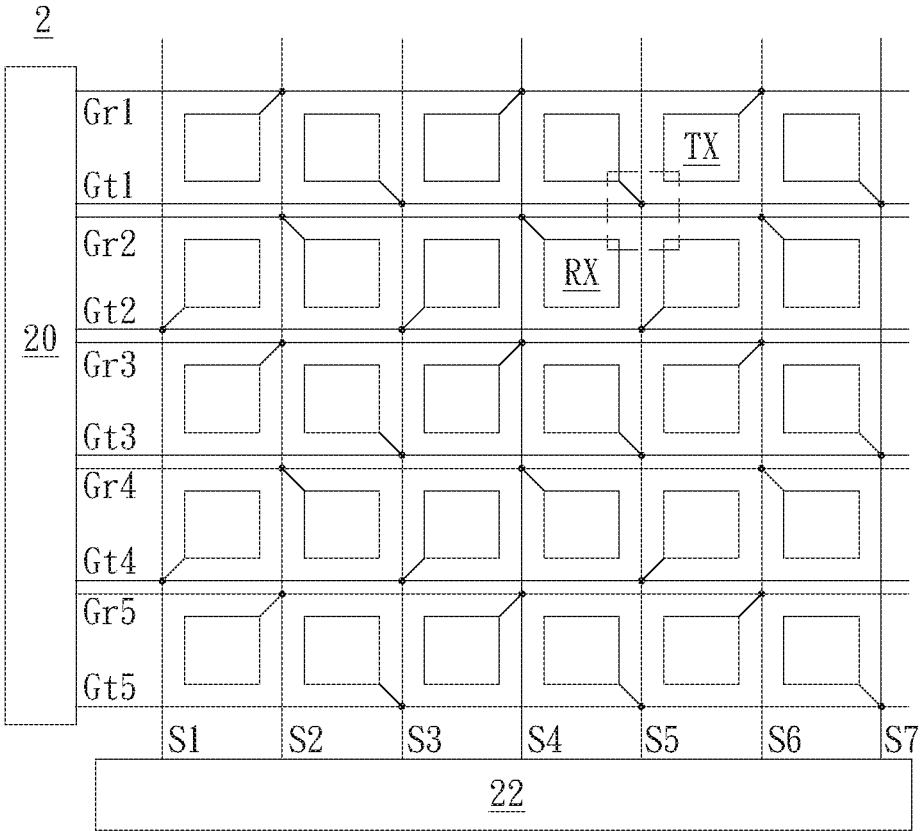 2
Gr1
TX
Gt1
Gr2
RX
Gt2
20
Gr3
Gt3
Gr4
Gt4
Gr5
Gt5
S1 S2 S3 S4 S5 S6 S7
22